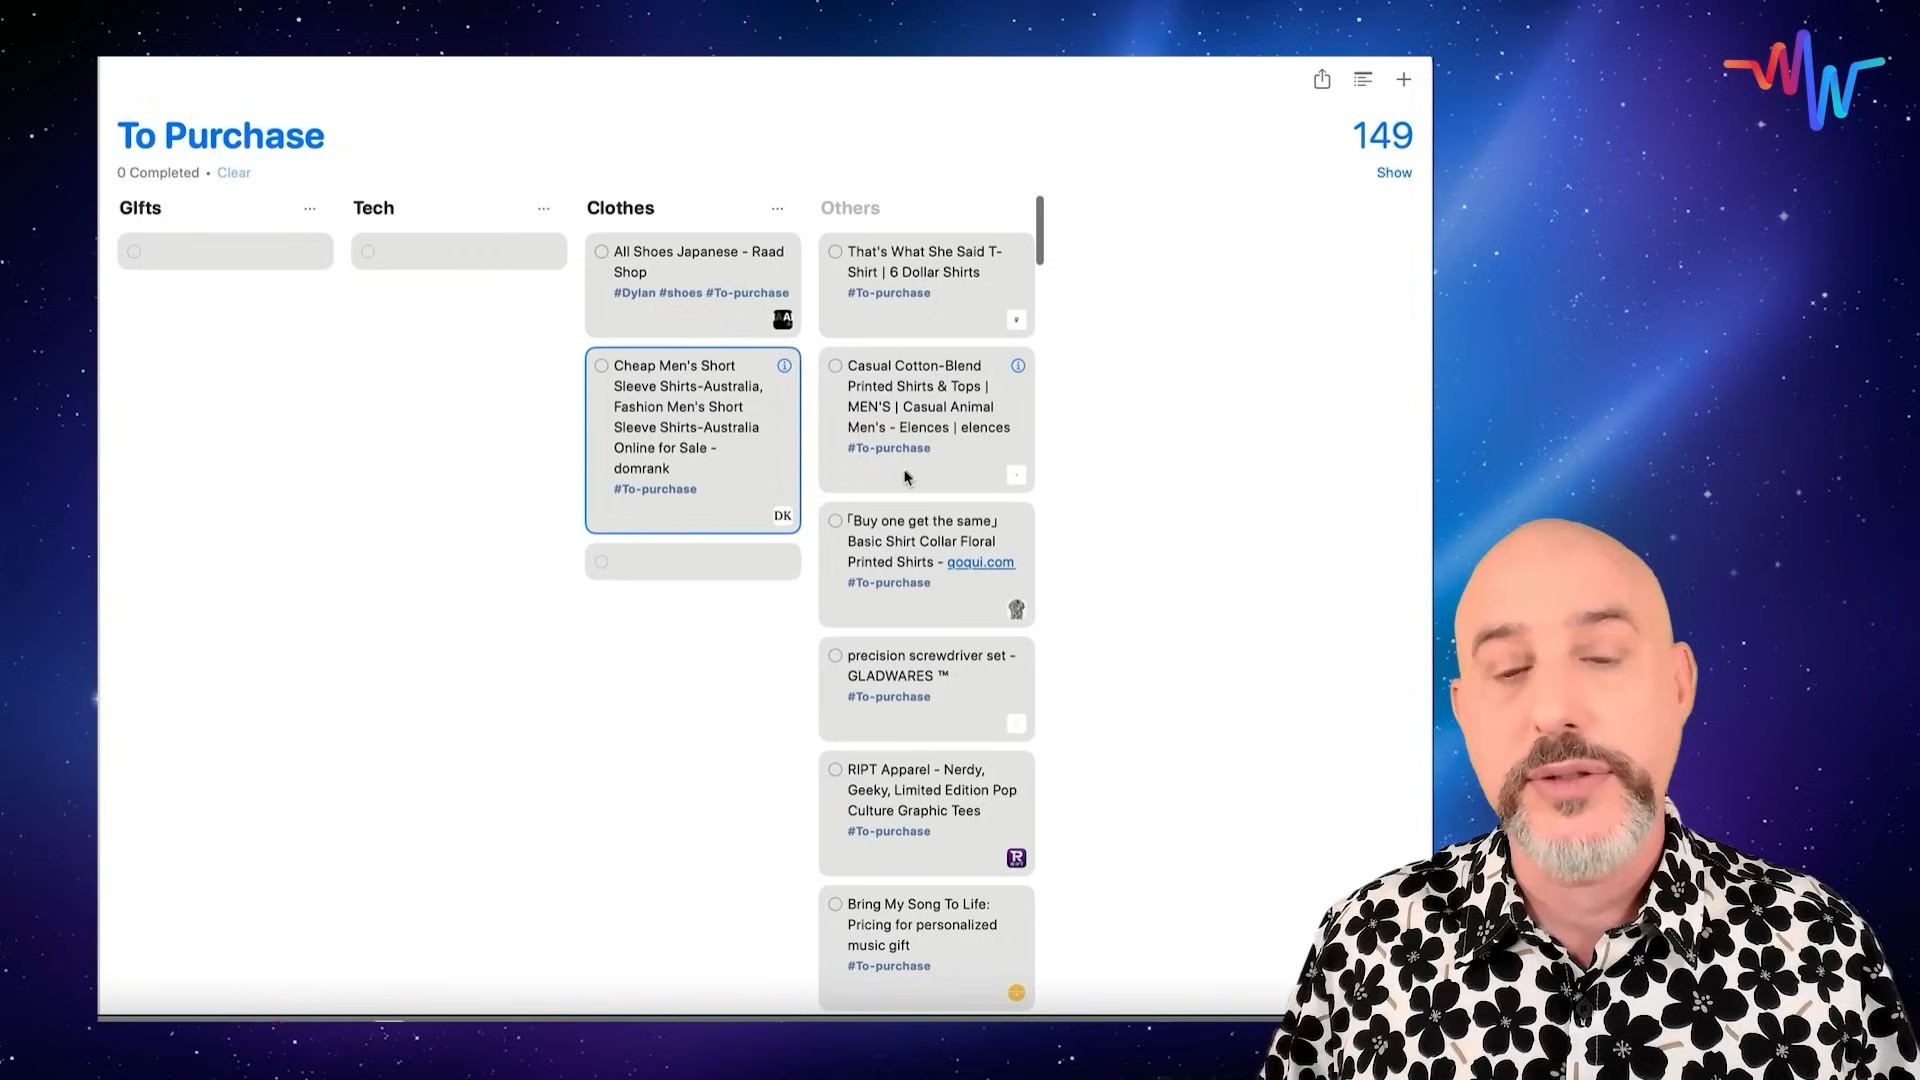 To Purchase
149
0 Completed • Clear
Show
GIfts
Tech
Clothes
Others
All Shoes Japanese - Raad
Shop
#Dylan #shoes #To-purchase
Cheap Men's Short
Sleeve Shirts-Australia,
Fashion Men's Short
Sleeve Shirts-Australia
Online for Sale -
domrank
#To-purchase
DK
That's What She Said T-
Shirt | 6 Dollar Shirts
#To-purchase
Casual Cotton-Blend
Printed Shirts & Tops |
MEN'S | Casual Animal
Men's - Elences | elences
#To-purchase
「Buy one get the same」
Basic Shirt Collar Floral
Printed Shirts - qoqui.com
#To-purchase
precision screwdriver set -
GLADWARES ™
#To-purchase
RIPT Apparel - Nerdy,
Geeky, Limited Edition Pop
Culture Graphic Tees
#To-purchase
Bring My Song To Life:
Pricing for personalized
music gift
#To-purchase